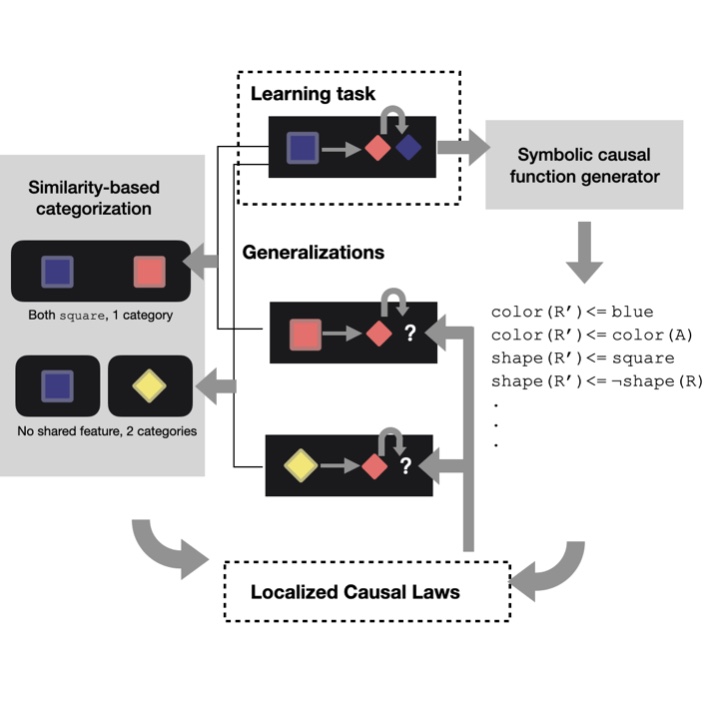 Learning task
Symbolic causal
function generator
Similarity-based
categorization
Both square, 1 category
No shared feature, 2 categories
Generalizations
?
?
color(R′)<= blue
color(R′)<= color(A)
shape(R′)<= square
shape(R′)<= ¬shape(R)
.
.
.
Localized Causal Laws